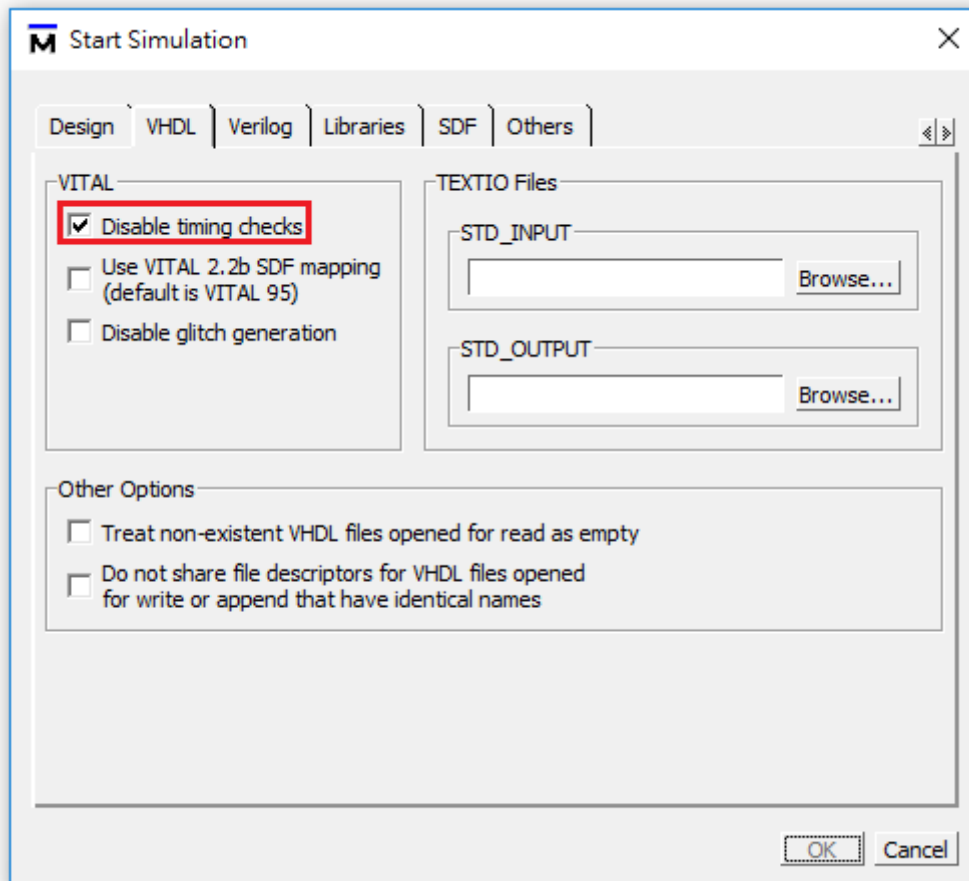 Start Simulation
Design VHDL Verilog Libraries SDF Others
VITAL
Disable timing checks
Use VITAL 2.2b SDF mapping
(default is VITAL 95)
Disable glitch generation
TEXTIO Files
STD_INPUT
Browse...
STD_OUTPUT
Browse...
Other Options
Treat non-existent VHDL files opened for read as empty
Do not share file descriptors for VHDL files opened
for write or append that have identical names
OK Cancel